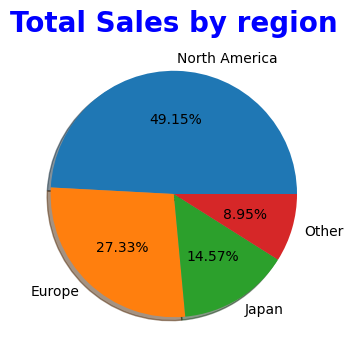 Total Sales by region
North America
49.15%
8.95%
Other
27.33%
14.57%
Europe
Japan